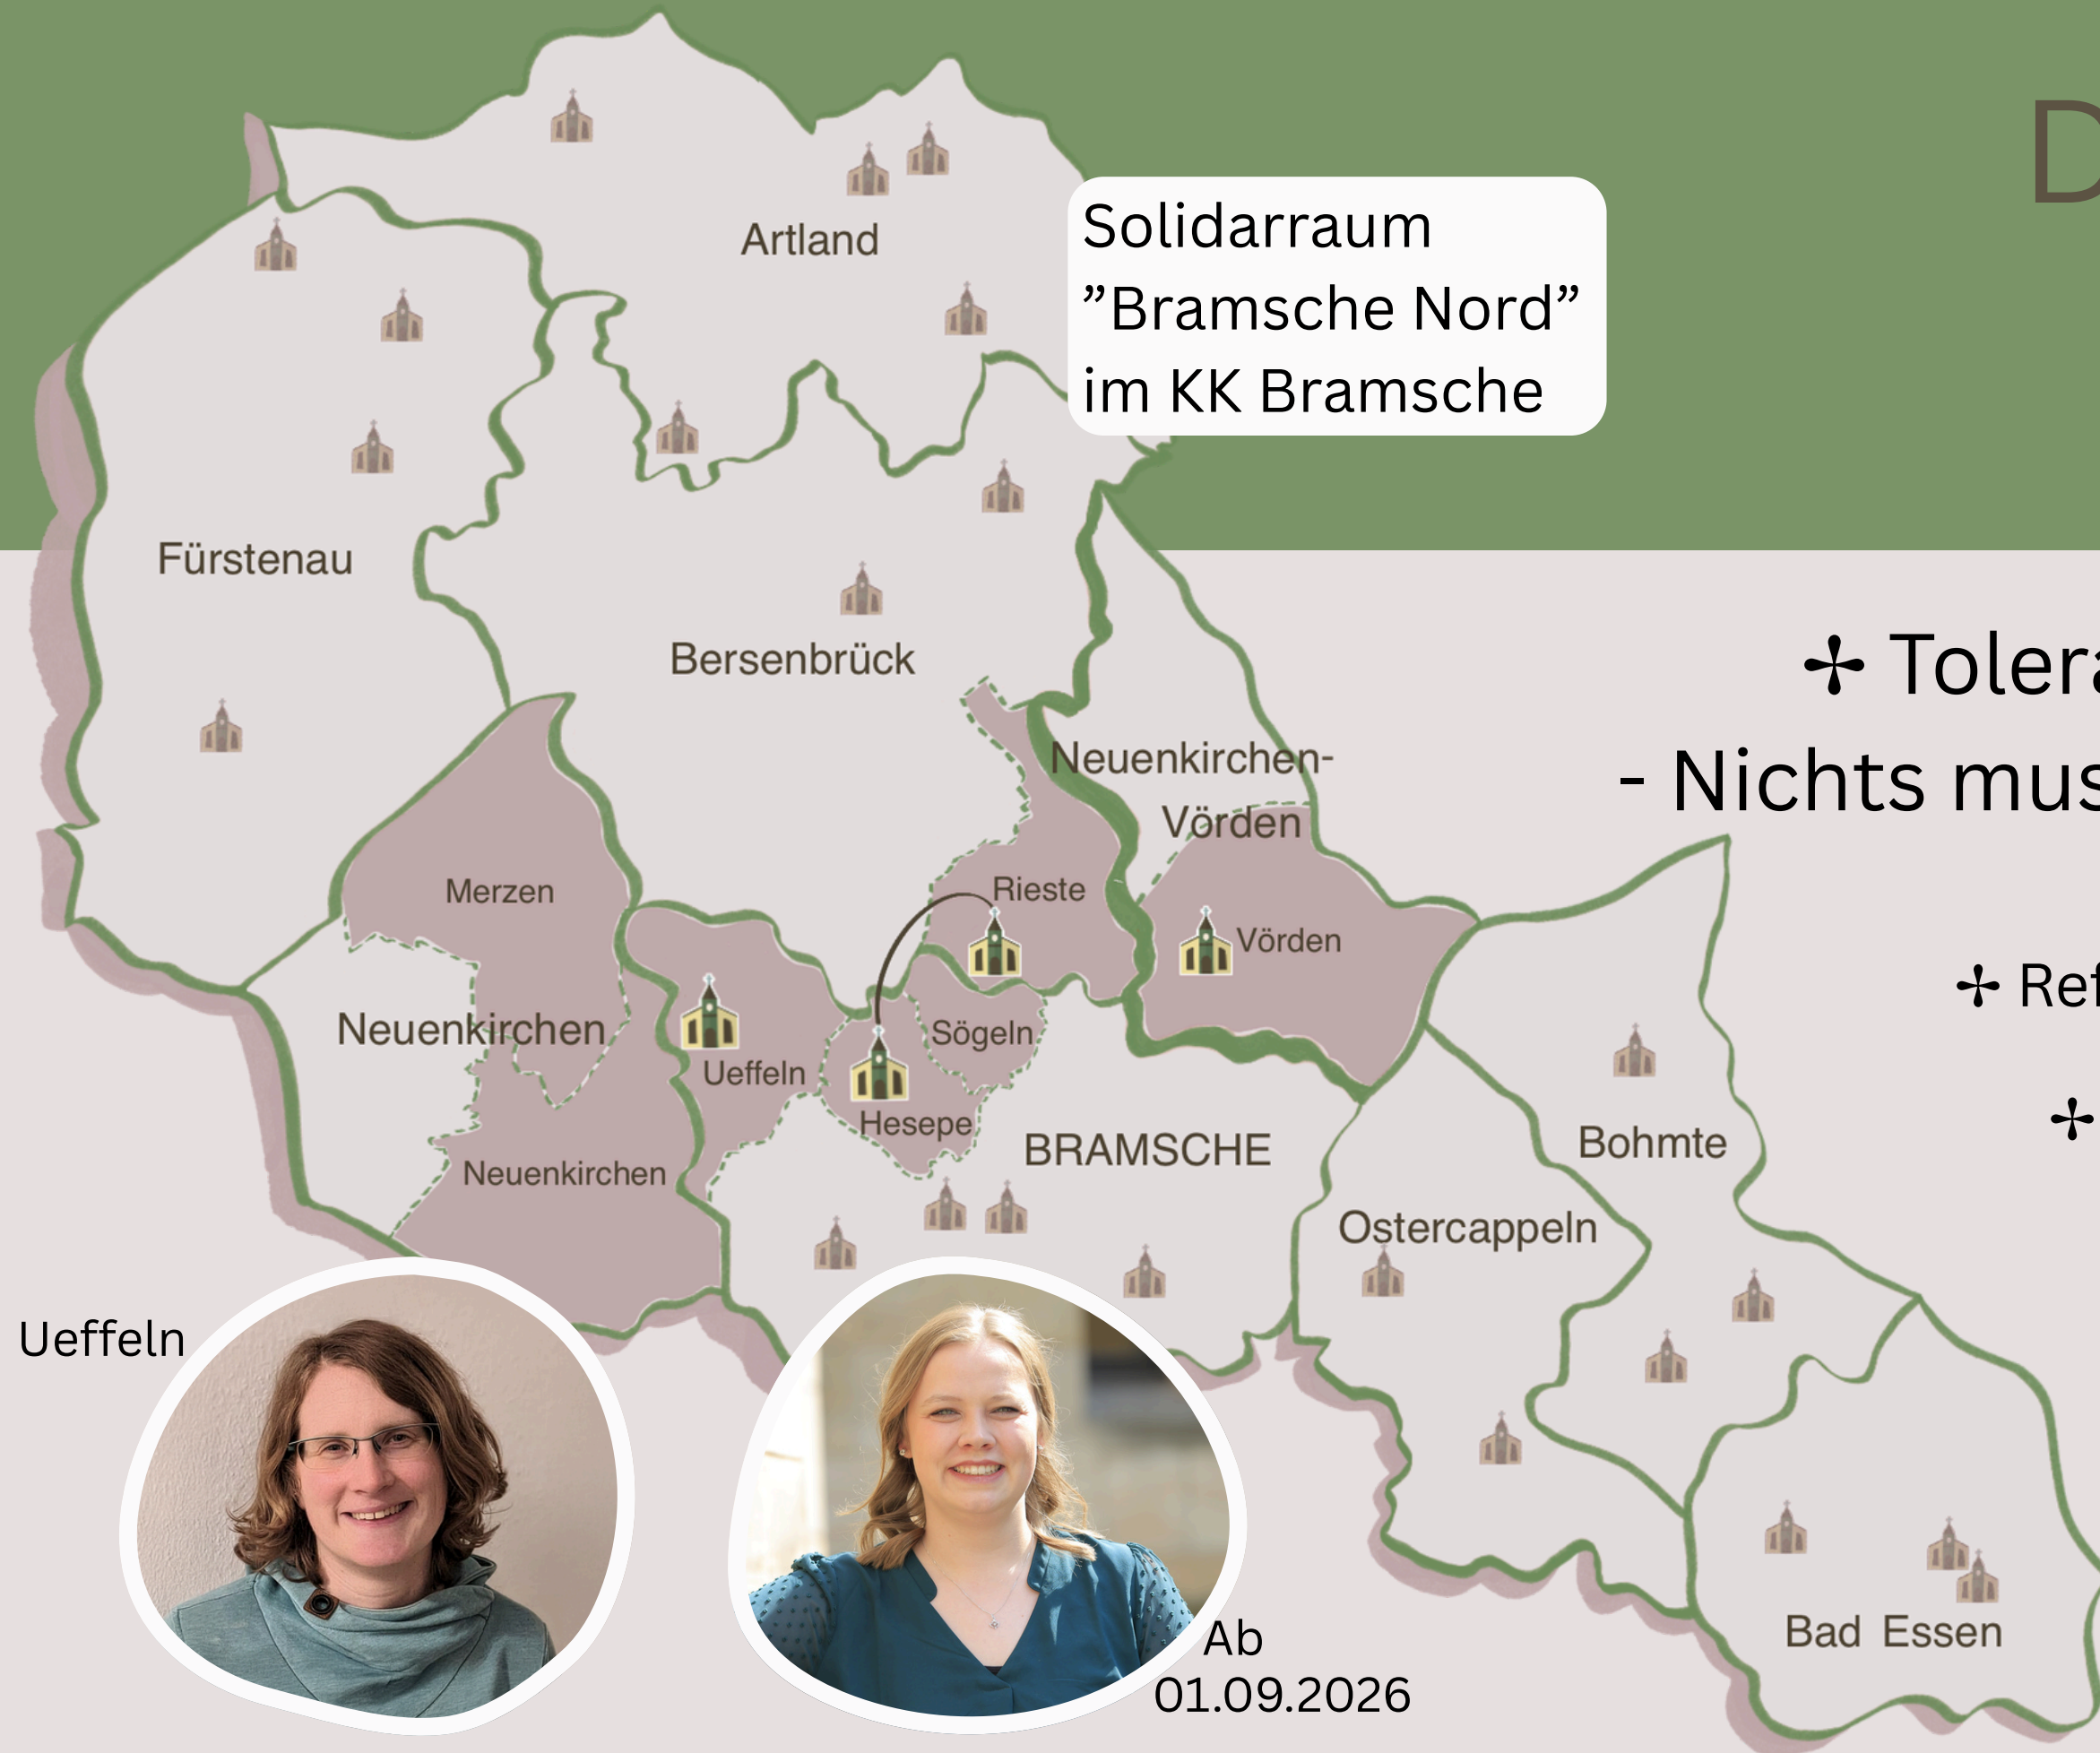 D
Solidarraum
”Bramsche Nord”
im KK Bramsche
Artland
Fürstenau
Bersenbrück
Neuenkirchen-
Vörden
Merzen
Rieste
Vörden
Neuenkirchen
Sögeln
Ueffeln
Hesepe
BRAMSCHE
Neuenkirchen
Bohmte
Ostercappeln
Bad Essen
- Nichts
Ueffeln
Ab
01.09.2026